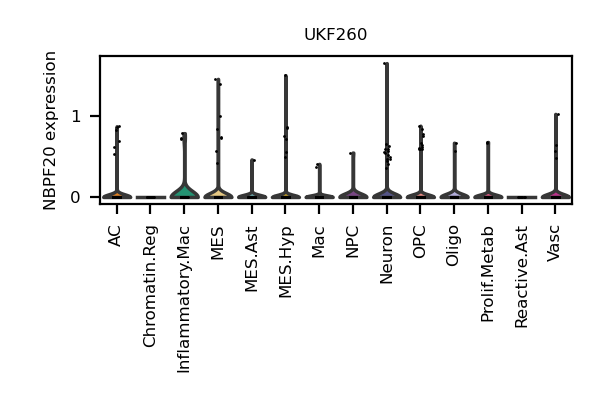 UKF260
NBPF20 expression
1
0
AC
Chromatin.Reg
Inflammatory.Mac
MES
MES.Ast
MES.Hyp
Mac
NPC
Neuron
OPC
Oligo
Prolif.Metab
Reactive.Ast
Vasc